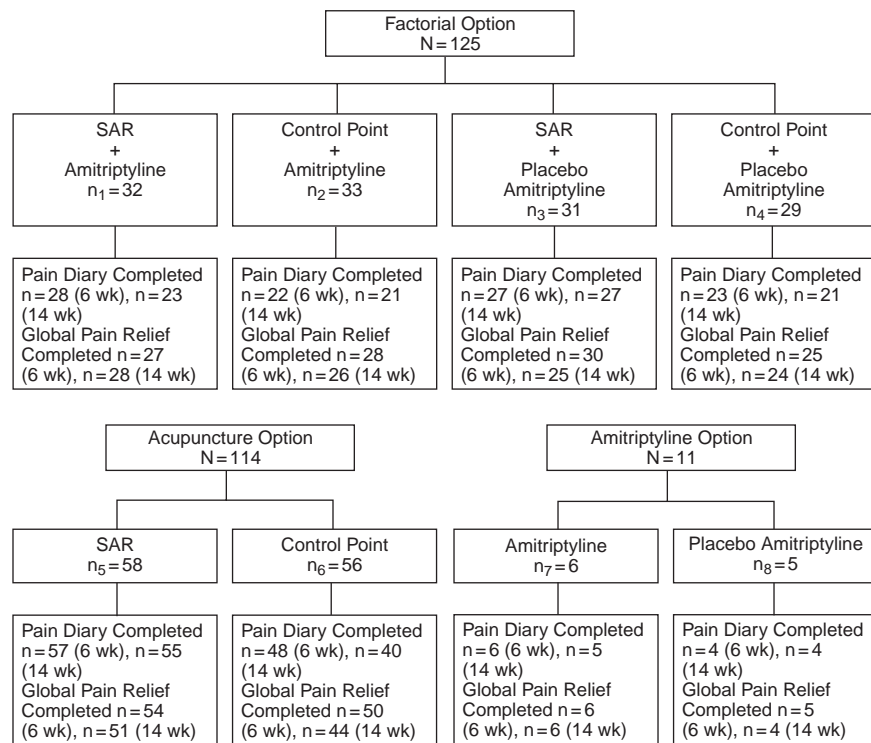 Factorial Option
N=125
SAR
+
Amitriptyline
n1=32
Control Point
+
Amitriptyline
n2=33
SAR
+
Placebo
Amitriptyline
n3=31
Control Point
+
Placebo
Amitriptyline
n4=29
Pain Diary Completed
n=28 (6 wk), n=23
(14 wk)
Global Pain Relief
Completed n=27
(6 wk), n=28 (14 wk)
Pain Diary Completed
n=22 (6 wk), n=21
(14 wk)
Global Pain Relief
Completed n=28
(6 wk), n=26 (14 wk)
Pain Diary Completed
n=27 (6 wk), n=27
(14 wk)
Global Pain Relief
Completed n=30
(6 wk), n=25 (14 wk)
Pain Diary Completed
n=23 (6 wk), n=21
(14 wk)
Global Pain Relief
Completed n=25
(6 wk), n=24 (14 wk)
Acupuncture Option
N=114
SAR
n5=58
Control Point
n6=56
Pain Diary Completed
n=57 (6 wk), n=55
(14 wk)
Global Pain Relief
Completed n=54
(6 wk), n=51 (14 wk)
Pain Diary Completed
n=48 (6 wk), n=40
(14 wk)
Global Pain Relief
Completed n=50
(6 wk), n=44 (14 wk)
Amitriptyline Option
N=11
Amitriptyline
n7=6
Placebo Amitriptyline
n8=5
Pain Diary Completed
n=6 (6 wk), n=5
(14 wk)
Global Pain Relief
Completed n=6
(6 wk), n=6 (14 wk)
Pain Diary Completed
n=4 (6 wk), n=4
(14 wk)
Global Pain Relief
Completed n=5
(6 wk), n=4 (14 wk)